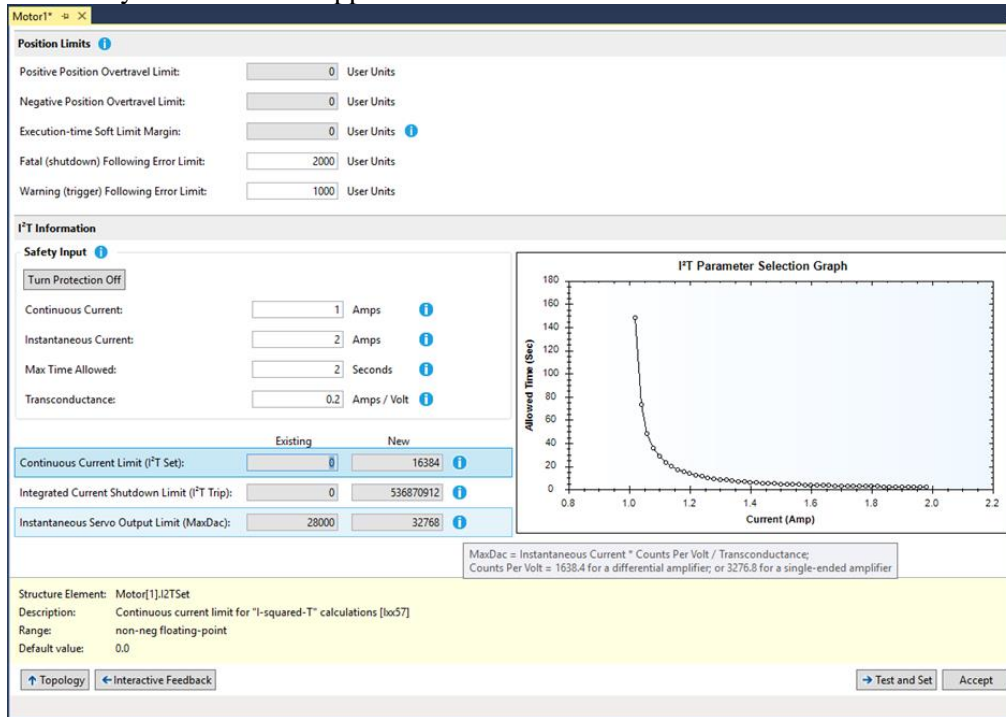 Motor1*
Position Limits
Positive Position Overtravel Limit: 0 User Units
Negative Position Overtravel Limit: 0 User Units
Execution-time Soft Limit Margin: 0 User Units
Fatal (shutdown) Following Error Limit: 2000 User Units
Warning (trigger) Following Error Limit: 1000 User Units
I²T Information
Safety Input
Turn Protection Off
Continuous Current: 1 Amps
Instantaneous Current: 2 Amps
Max Time Allowed: 2 Seconds
Transconductance: 0.2 Amps / Volt
Existing New
Continuous Current Limit (I²T Set): 0 16384
Integrated Current Shutdown Limit (I²T Trip): 0 536870912
Instantaneous Servo Output Limit (MaxDac): 28000 32768
I²T Parameter Selection Graph
Allowed Time (Sec)
180
160
140
120
100
80
60
40
20
0
0.8 1.0 1.2 1.4 1.6 1.8 2.0 2.2
Current (Amp)
MaxDac = Instantaneous Current * Counts Per Volt / Transconductance;
Counts Per Volt = 1638.4 for a differential amplifier; or 3276.8 for a single-ended amplifier
Structure Element: Motor[1].I2TSet
Description: Continuous current limit for "I-squared-T" calculations [Ixx57]
Range: non-neg floating-point
Default value: 0.0
Topology Interactive Feedback Test and Set Accept